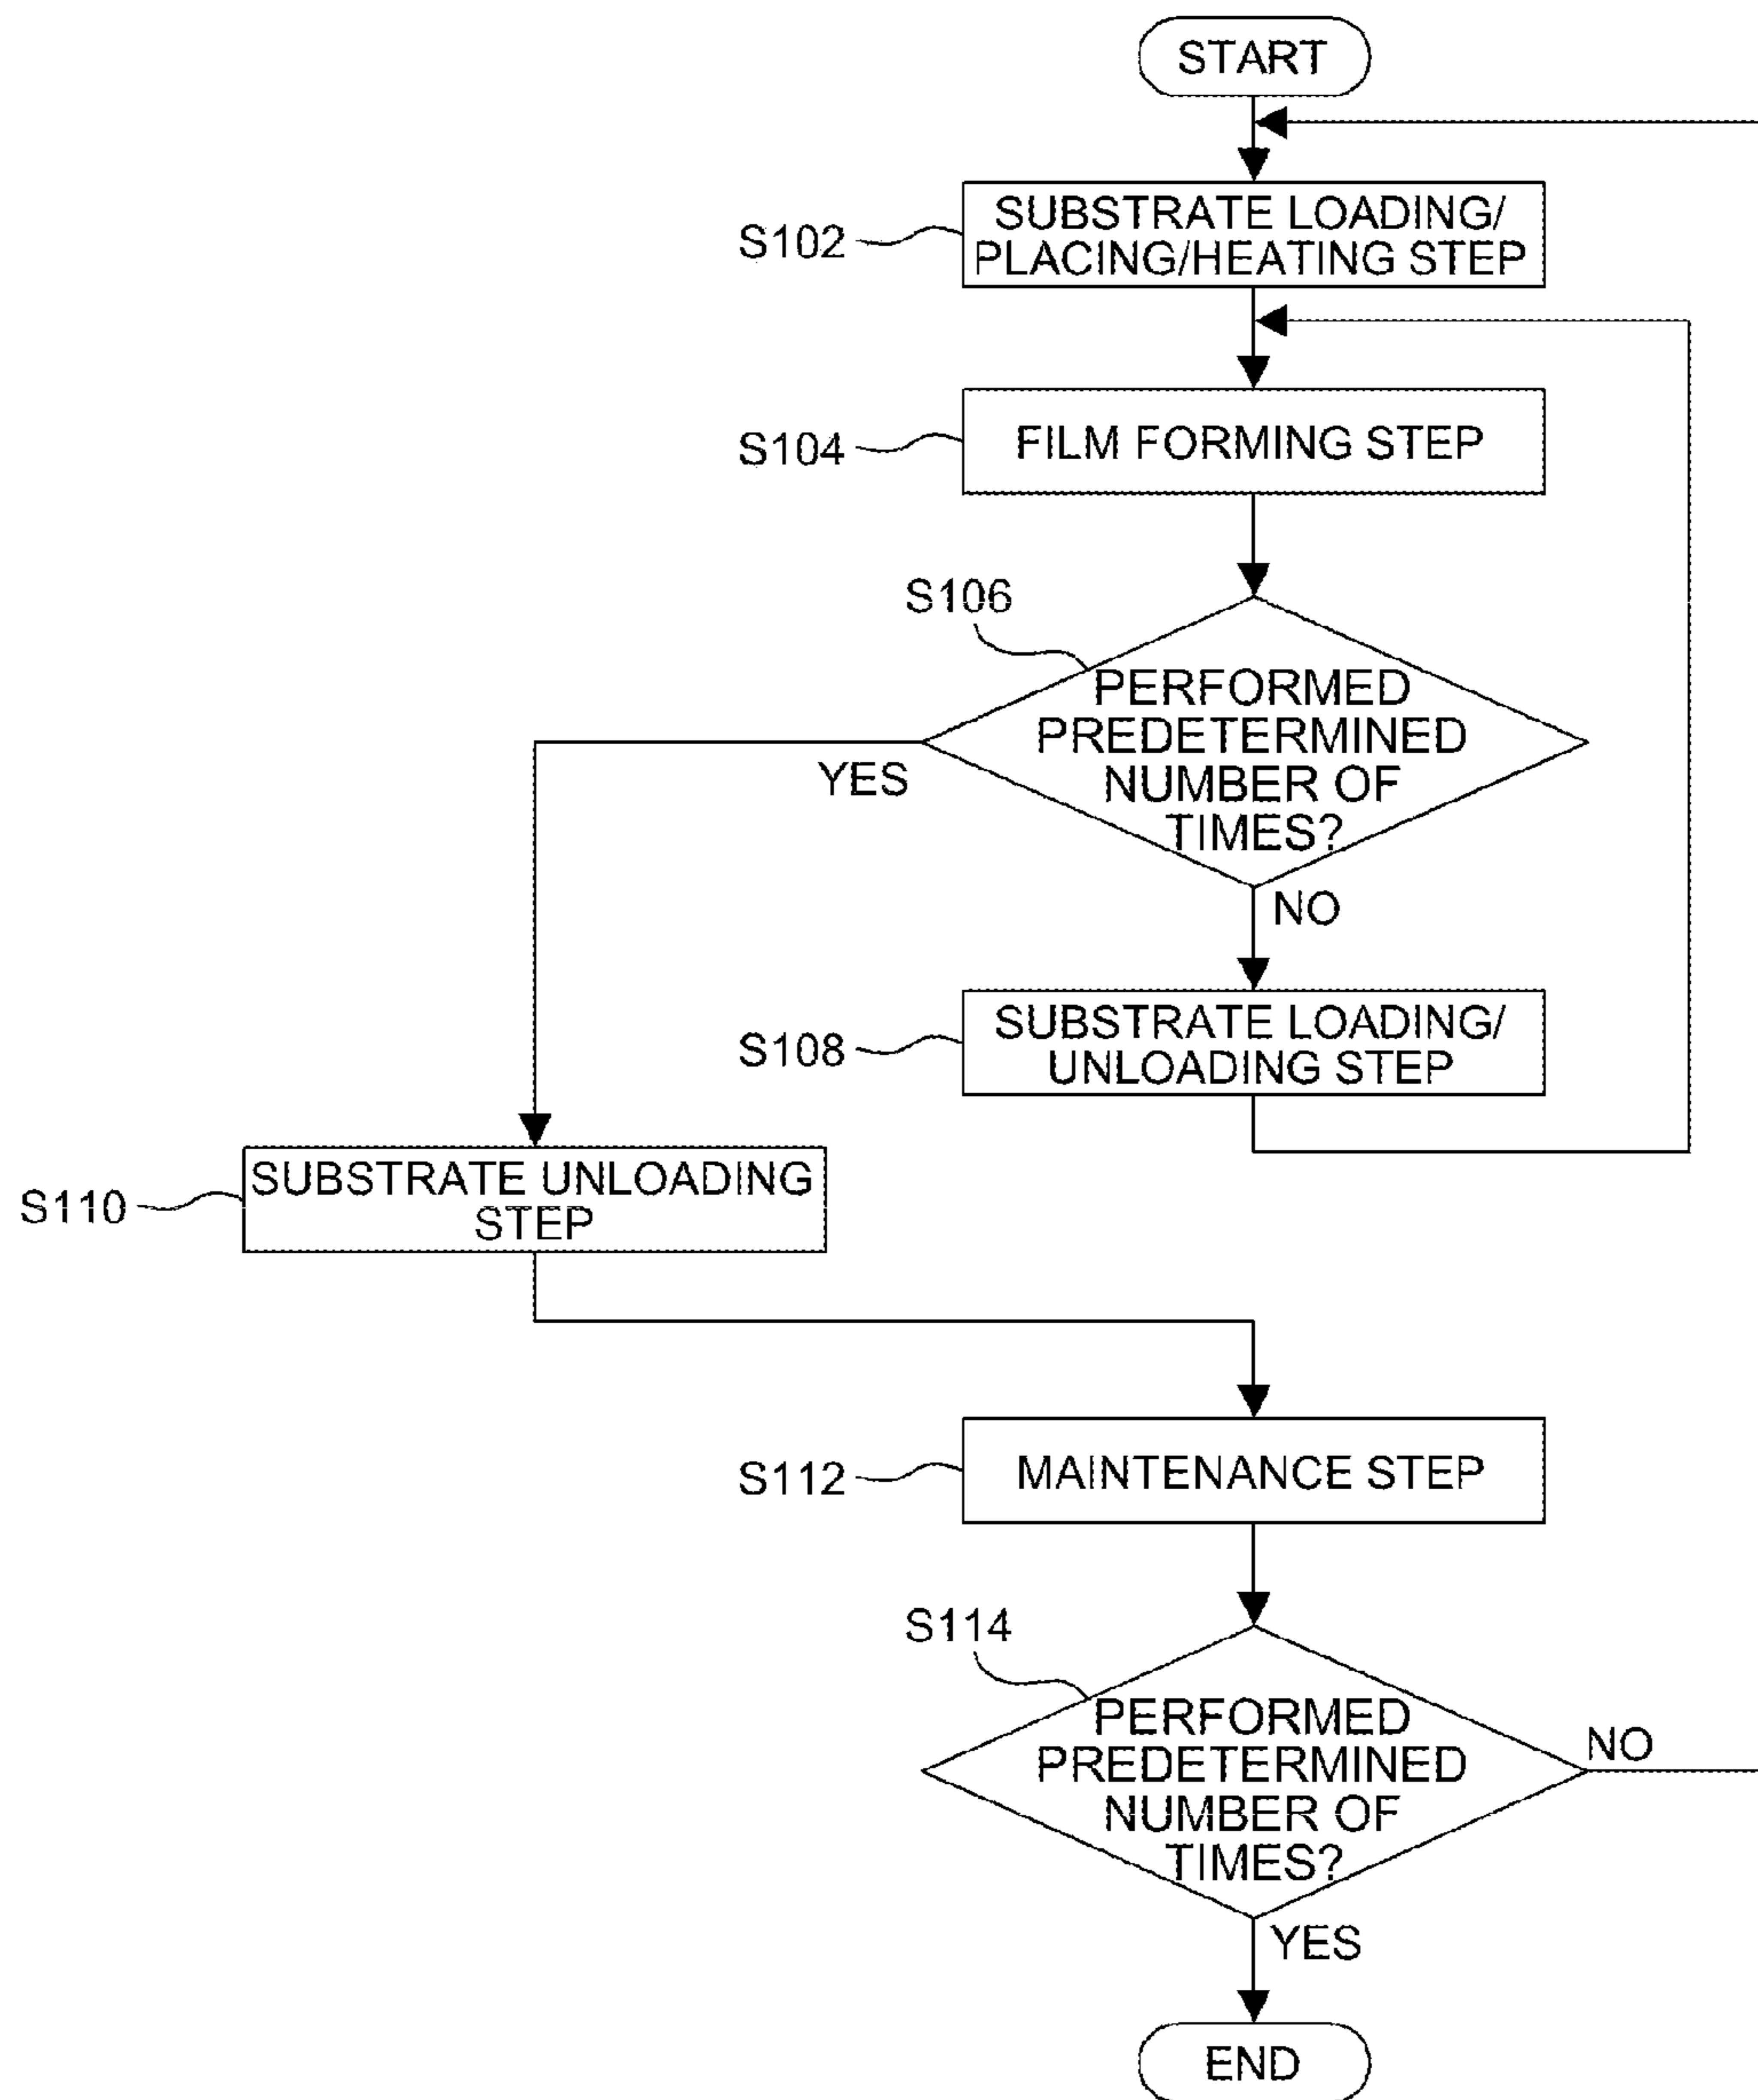 START
S102
SUBSTRATE LOADING/
PLACING/HEATING STEP
S104
FILM FORMING STEP
S106
PERFORMED
PREDETERMINED
NUMBER OF
TIMES?
YES
NO
S108
SUBSTRATE LOADING/
UNLOADING STEP
S110
SUBSTRATE UNLOADING
STEP
S112
MAINTENANCE STEP
S114
PERFORMED
PREDETERMINED
NUMBER OF
TIMES?
NO
YES
END